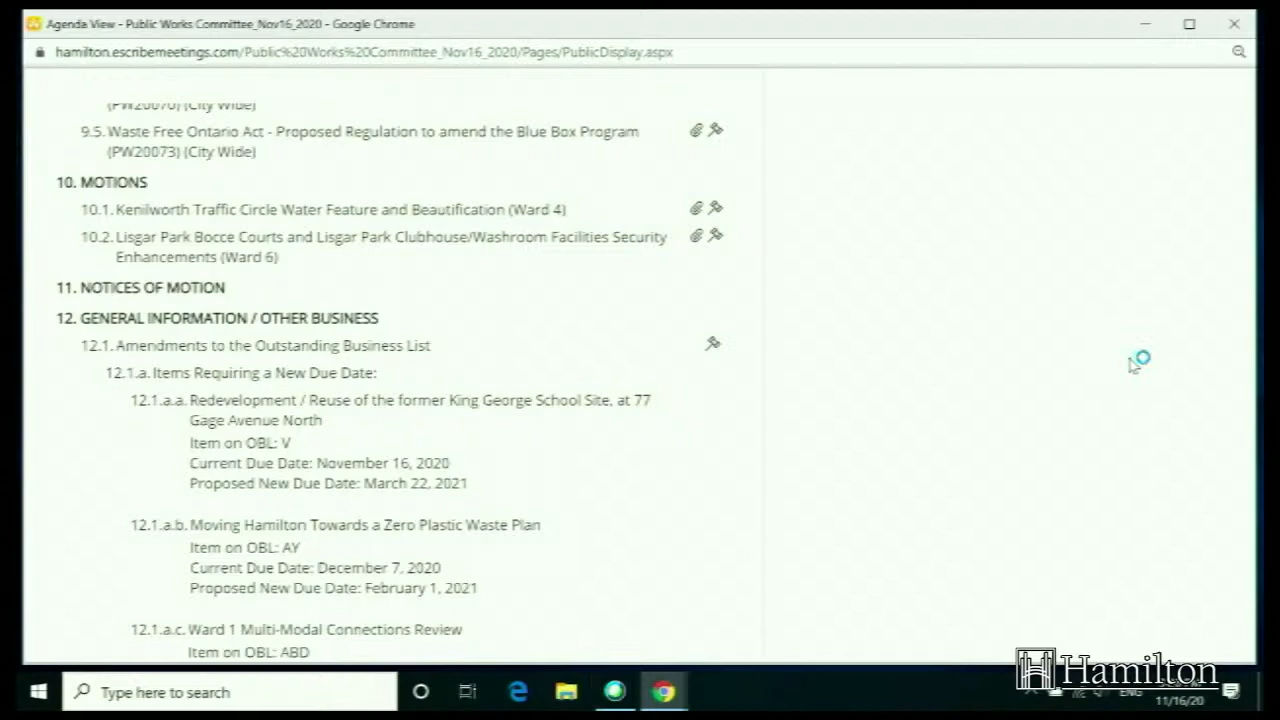 Agenda View - Public Works Committee_Nov16_2020 - Google Chrome
hamilton.escribemeetings.com/Public%20Works%20Committee_Nov16_2020/Pages/PublicDisplay.aspx
(PW20070) (City Wide)
9.5. Waste Free Ontario Act - Proposed Regulation to amend the Blue Box Program
(PW20073) (City Wide)
10. MOTIONS
10.1. Kenilworth Traffic Circle Water Feature and Beautification (Ward 4)
10.2. Lisgar Park Bocce Courts and Lisgar Park Clubhouse/Washroom Facilities Security
Enhancements (Ward 6)
11. NOTICES OF MOTION
12. GENERAL INFORMATION / OTHER BUSINESS
12.1. Amendments to the Outstanding Business List
12.1.a. Items Requiring a New Due Date:
12.1.a.a. Redevelopment / Reuse of the former King George School Site, at 77
Gage Avenue North
Item on OBL: V
Current Due Date: November 16, 2020
Proposed New Due Date: March 22, 2021
12.1.a.b. Moving Hamilton Towards a Zero Plastic Waste Plan
Item on OBL: AY
Current Due Date: December 7, 2020
Proposed New Due Date: February 1, 2021
12.1.a.c. Ward 1 Multi-Modal Connections Review
Item on OBL: ABD
Hamilton
Type here to search
ENG
11/16/20